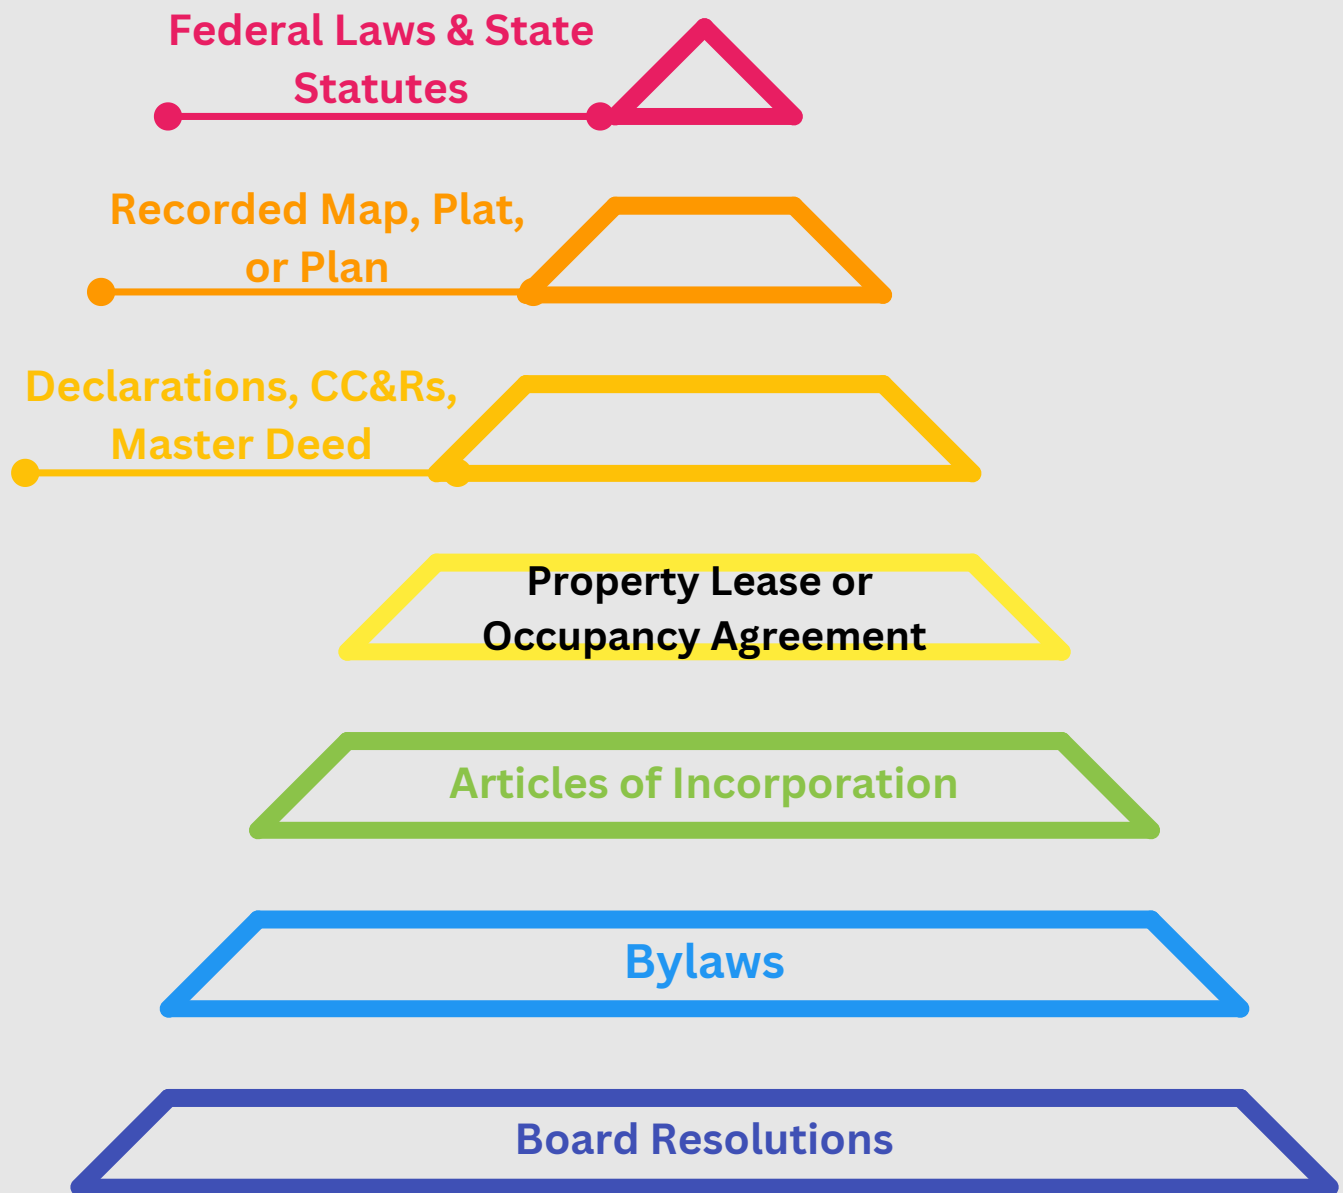 Federal Laws & State
Statutes
Recorded Map, Plat,
or Plan
Declarations, CC&Rs,
Master Deed
Property Lease or
Occupancy Agreement
Articles of Incorporation
Bylaws
Board Resolutions